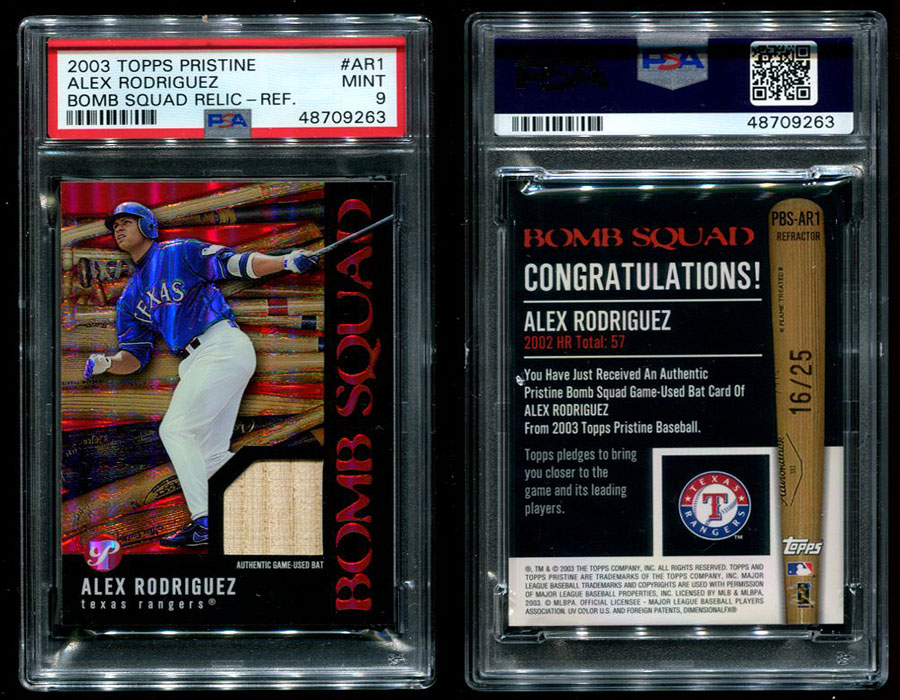 2003 TOPPS PRISTINE #AR1
ALEX RODRIGUEZ MINT
BOMB SQUAD RELIC – REF. 9
PSA 48709263
TEXAS
BOMB SQUAD
AUTHENTIC GAME-USED BAT
ALEX RODRIGUEZ
texas rangers®
PSA
PSA
48709263
PBS-AR1
REFRACTOR
BOMB SQUAD
CONGRATULATIONS!
ALEX RODRIGUEZ
2002 HR Total: 57
You Have Just Received An Authentic
Pristine Bomb Squad Game-Used Bat Card Of
ALEX RODRIGUEZ
From 2003 Topps Pristine Baseball.
16/25
Topps pledges to bring
you closer to the
game and its leading
players.
TEXAS
T
RANGERS
TM
topps
®, TM & © 2003 THE TOPPS COMPANY, INC. ALL RIGHTS RESERVED. TOPPS AND
TOPPS PRISTINE ARE TRADEMARKS OF THE TOPPS COMPANY, INC. MAJOR
LEAGUE BASEBALL TRADEMARKS AND COPYRIGHTS ARE USED WITH PERMISSION
OF MAJOR LEAGUE BASEBALL PROPERTIES, INC. LICENSED BY MLB & MLBPA,
2003. © MLBPA. OFFICIAL LICENSEE – MAJOR LEAGUE BASEBALL PLAYERS
ASSOCIATION. UV COLOR U.S. AND FOREIGN PATENTS, DIMENSIONALFX®